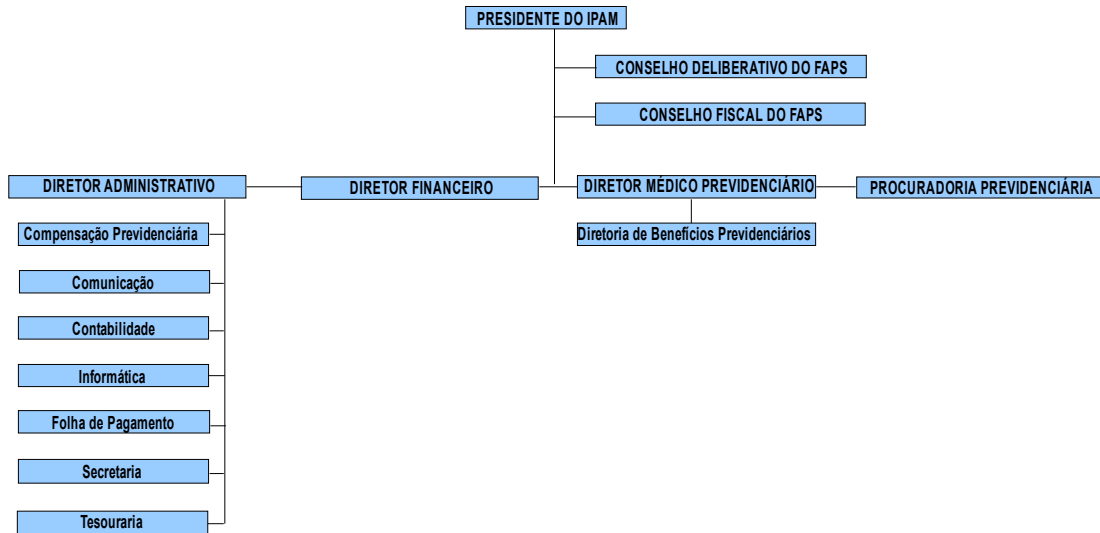 PRESIDENTE DO IPAM
CONSELHO DELIBERATIVO DO FAPS
CONSELHO FISCAL DO FAPS
DIRETOR ADMINISTRATIVO
DIRETOR FINANCEIRO
DIRETOR MÉDICO PREVIDENCIÁRIO
PROCURADORIA PREVIDENCIÁRIA
Compensação Previdenciária
Diretoria de Benefícios Previdenciários
Comunicação
Contabilidade
Informática
Folha de Pagamento
Secretaria
Tesouraria